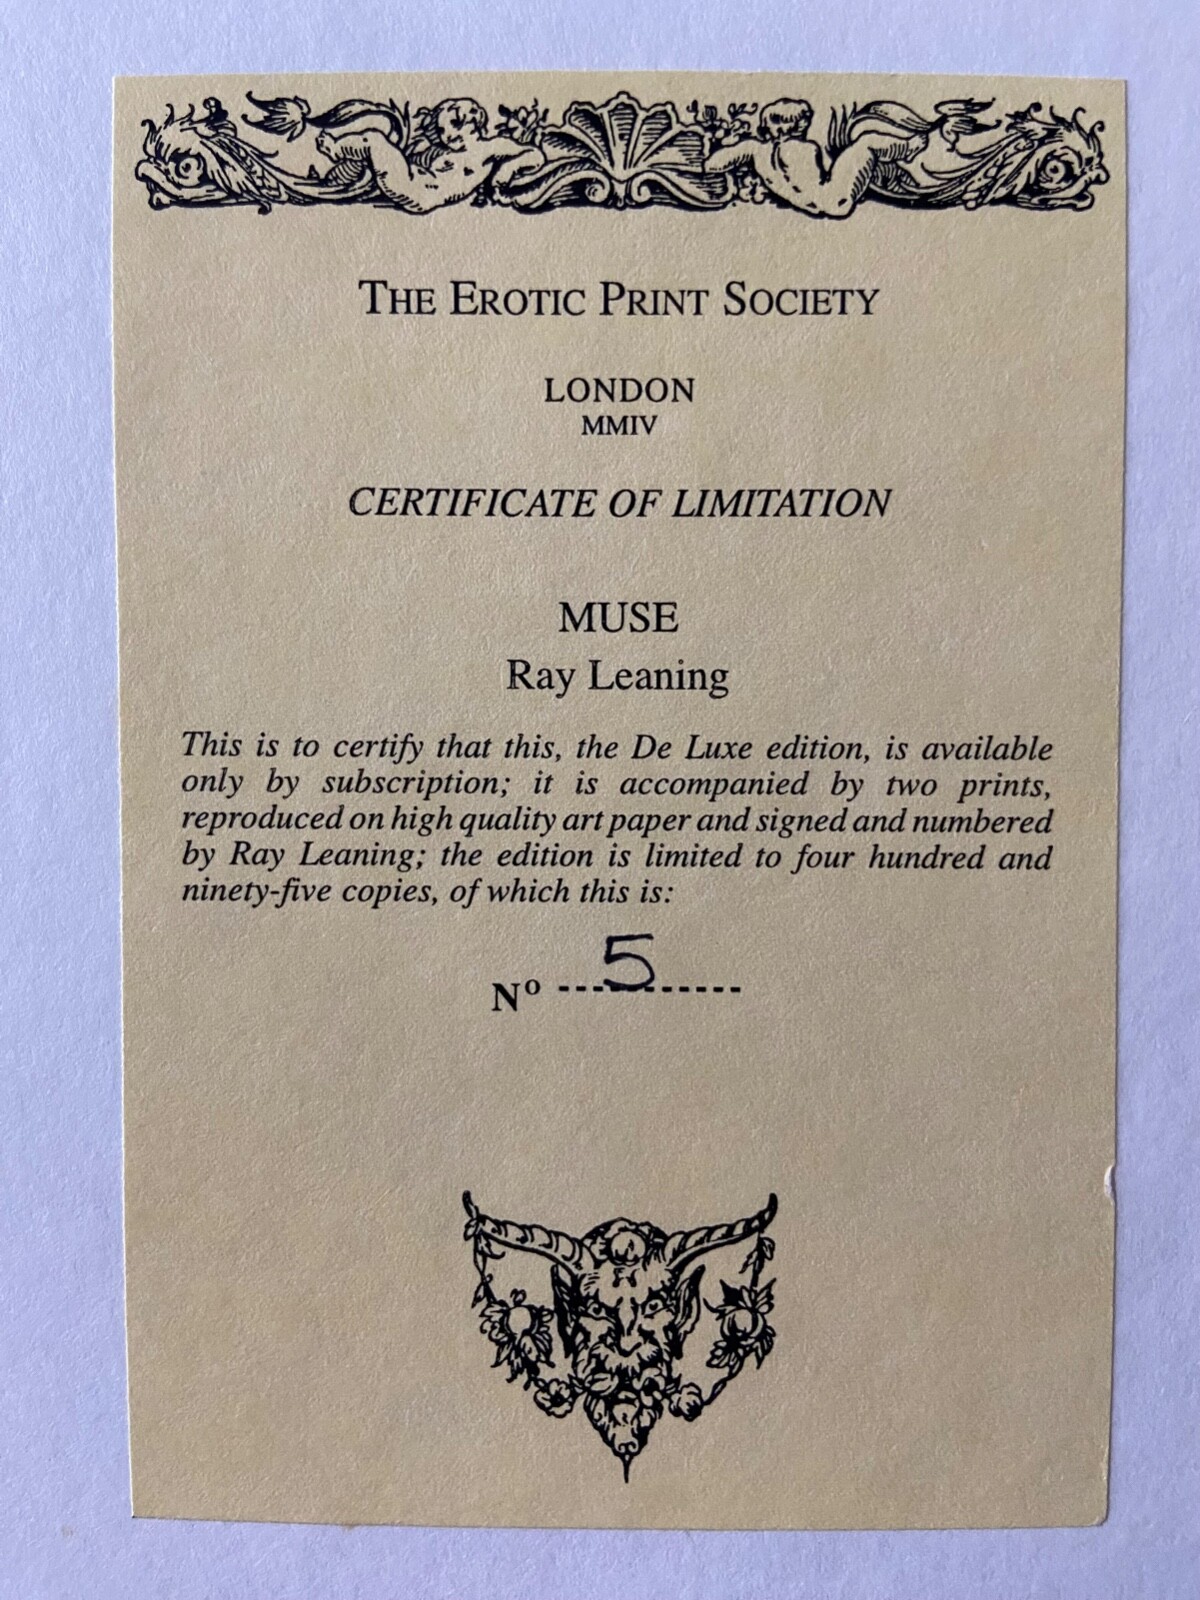 THE EROTIC PRINT SOCIETY
LONDON
MMIV
CERTIFICATE OF LIMITATION
MUSE
Ray Leaning
This is to certify that this, the De Luxe edition, is available
only by subscription; it is accompanied by two prints,
reproduced on high quality art paper and signed and numbered
by Ray Leaning; the edition is limited to four hundred and
ninety-five copies, of which this is:
Nº 5